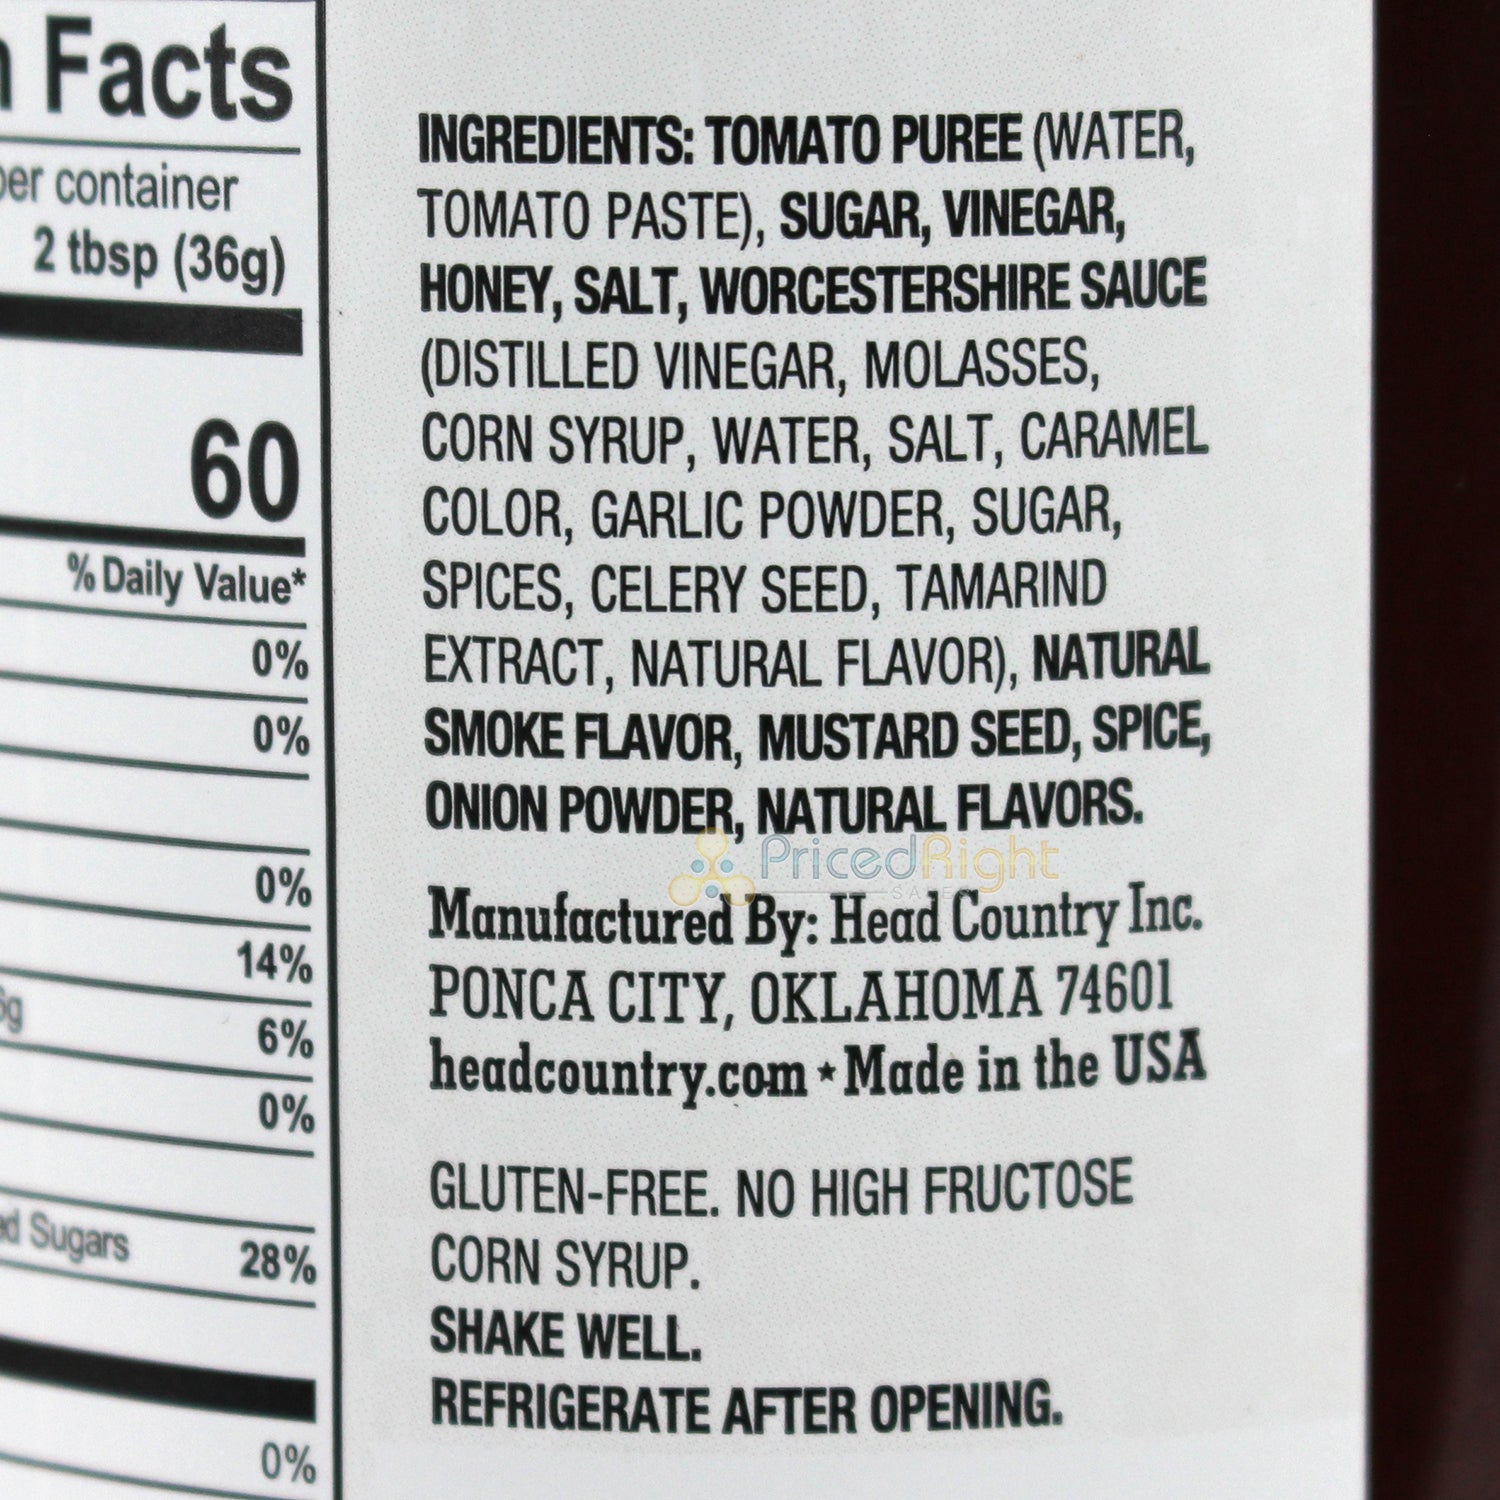 Facts
per container
2 tbsp (36g)
60
% Daily Value*
0%
0%
0%
14%
6g 6%
0%
Sugars 28%
0%
INGREDIENTS: TOMATO PUREE (WATER,
TOMATO PASTE), SUGAR, VINEGAR,
HONEY, SALT, WORCESTERSHIRE SAUCE
(DISTILLED VINEGAR, MOLASSES,
CORN SYRUP, WATER, SALT, CARAMEL
COLOR, GARLIC POWDER, SUGAR,
SPICES, CELERY SEED, TAMARIND
EXTRACT, NATURAL FLAVOR), NATURAL
SMOKE FLAVOR, MUSTARD SEED, SPICE,
ONION POWDER, NATURAL FLAVORS.
PricedRight
SALES
Manufactured By: Head Country Inc.
PONCA CITY, OKLAHOMA 74601
headcountry.com ★ Made in the USA
GLUTEN-FREE. NO HIGH FRUCTOSE
CORN SYRUP.
SHAKE WELL.
REFRIGERATE AFTER OPENING.